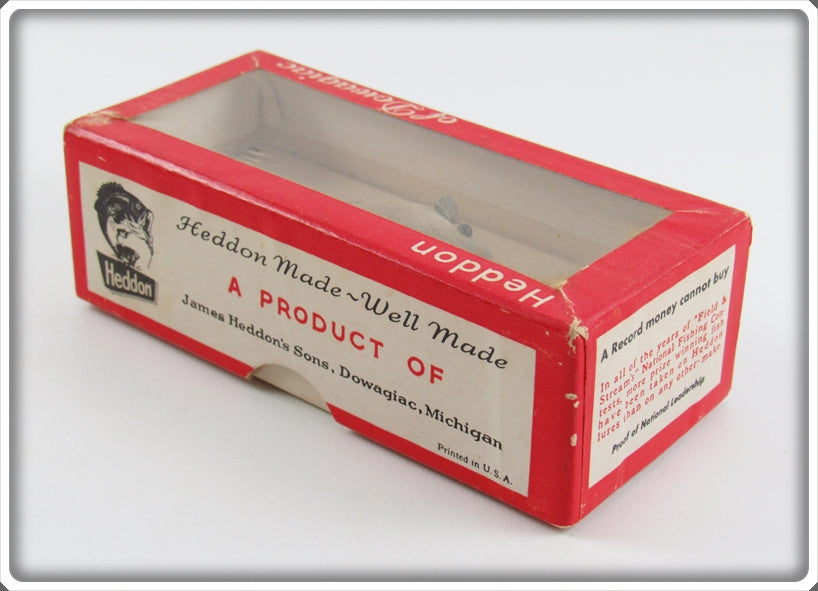 of Dowagiac
Heddon
Heddon
Heddon Made ~ Well Made
A PRODUCT OF
James Heddon's Sons, Dowagiac, Michigan
Printed in U.S.A.
A Record money cannot buy
In all of the years of "Field &
Stream's" National Fishing Con-
tests, more prize winning fish
have been taken on Heddon
lures than on any other make.
Proof of National Leadership